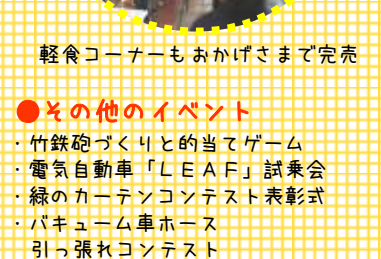 軽食コーナーもおかげさまで完売
●その他のイベント
・竹鉄砲づくりと的当てゲーム
・電気自動車「ＬＥＡＦ」試乗会
・緑のカーテンコンテスト表彰式
・バキューム車ホース
引っ張れコンテスト